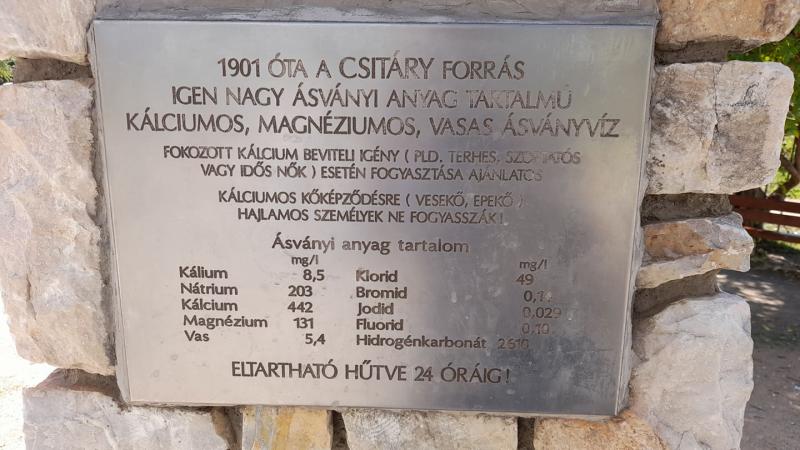 1901 ÓTA A CSITÁRY FORRÁS
IGEN NAGY ÁSVÁNYI ANYAG TARTALMÚ
KÁLCIUMOS, MAGNÉZIUMOS, VASAS ÁSVÁNYVÍZ
FOKOZOTT KÁLCIUM BEVITELI IGÉNY ( PLD. TERHES, SZOPTATÓS
VAGY IDŐS NŐK ) ESETÉN FOGYASZTÁSA AJÁNLATOS
KÁLCIUMOS KŐKÉPZŐDÉSRE ( VESEKŐ, EPEKŐ )
HAJLAMOS SZEMÉLYEK NE FOGYASSZÁK !
Ásványi anyag tartalom
mg/l mg/l
Kálium 8,5 Klorid 49
Nátrium 203 Bromid
Kálcium 442 Jodid 0,029
Magnézium 131 Fluorid 0,10
Vas 5,4 Hidrogénkarbonát
ELTARTHATÓ HŰTVE 24 ÓRÁIG !